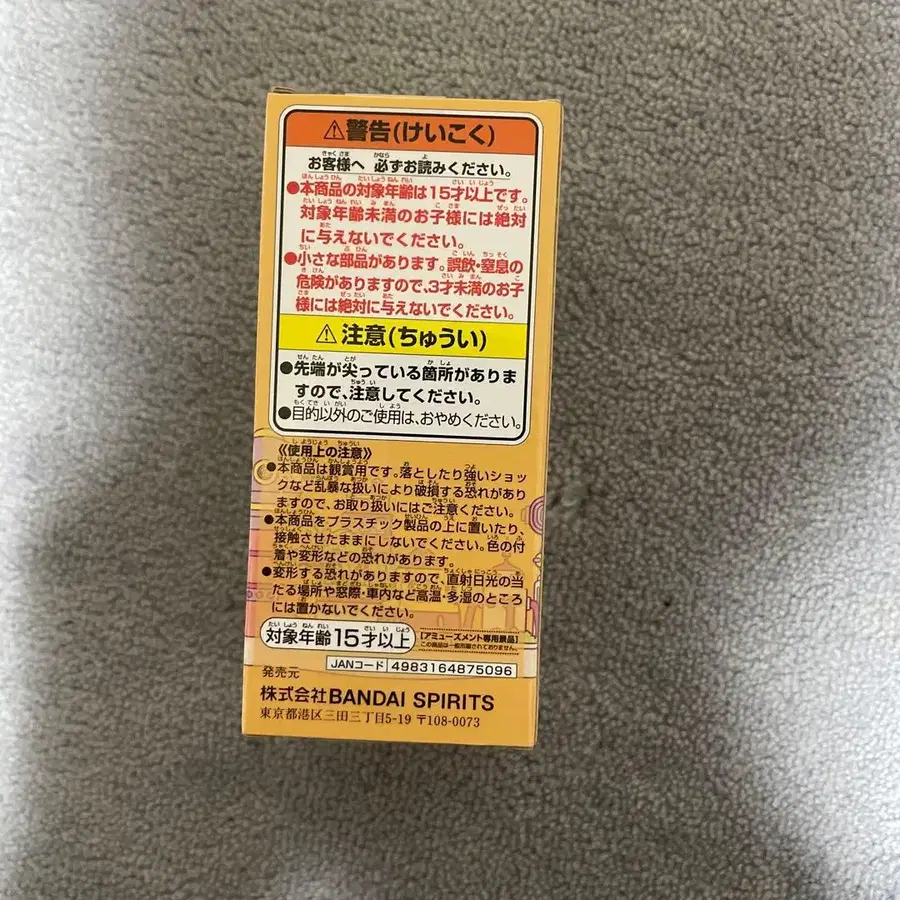 ⚠警告(けいこく)
お客様へ 必ずお読みください。
●本商品の対象年齢は15才以上です。
対象年齢未満のお子様には絶対
に与えないでください。
●小さな部品があります。誤飲・窒息の
危険がありますので、3才未満のお子
様には絶対に与えないでください。
⚠注意(ちゅうい)
●先端が尖っている箇所がありま
すので、注意してください。
●目的以外のご使用は、おやめください。
《使用上の注意》
●本商品は観賞用です。落としたり強いショッ
クなど乱暴な扱いにより破損する恐れがあり
ますので、お取り扱いにはご注意ください。
●本商品をプラスチック製品の上に置いたり、
接触させたままにしないでください。色の付
着や変形などの恐れがあります。
●変形する恐れがありますので、直射日光の当
たる場所や窓際・車内など高温・多湿のところ
には置かないでください。
対象年齢15才以上
【アミューズメント専用景品】
この商品は一般市販されておりません。
JANコード 4983164875096
発売元
株式会社BANDAI SPIRITS
東京都港区三田三丁目5-19 〒108-0073